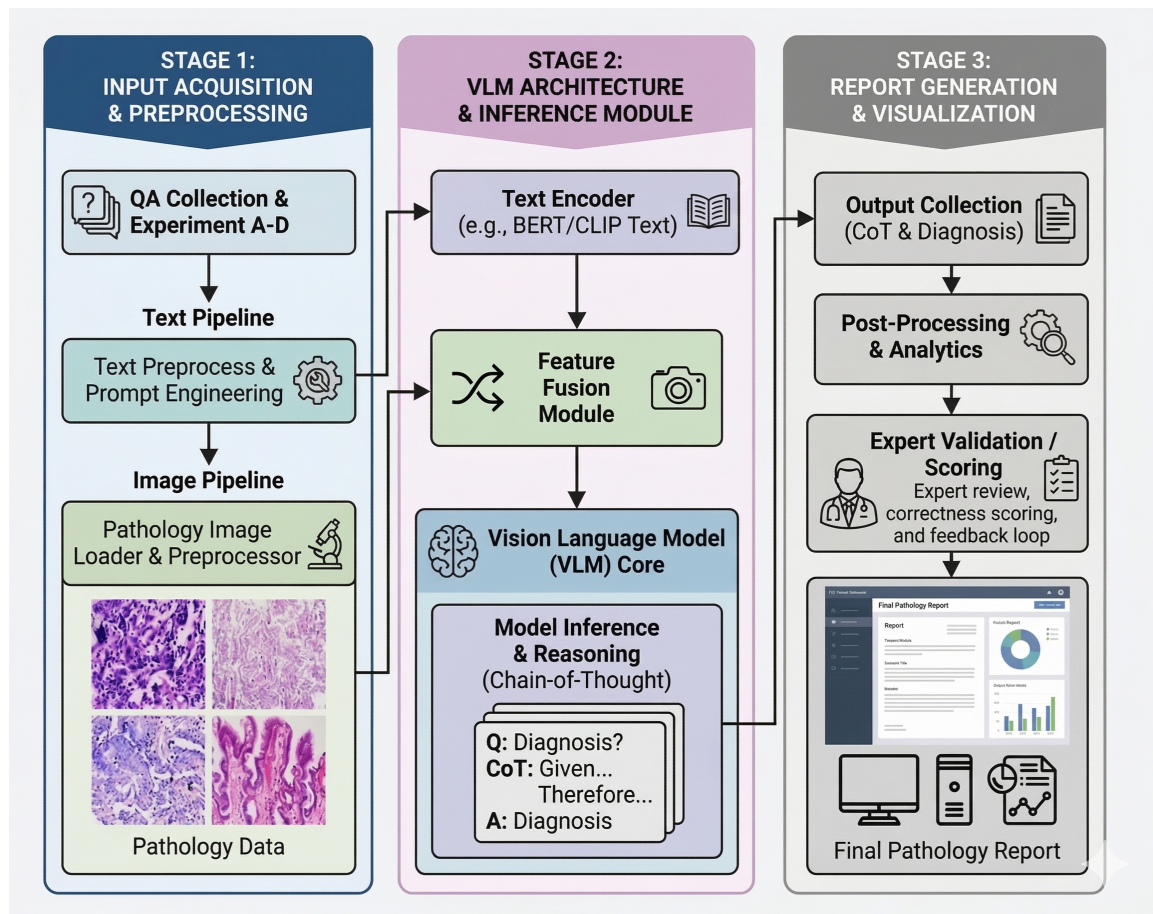 STAGE 1:
INPUT ACQUISITION
& PREPROCESSING
QA Collection &
Experiment A-D
Text Pipeline
Text Preprocess &
Prompt Engineering
Image Pipeline
Pathology Image
Loader & Preprocessor
Pathology Data
STAGE 2:
VLM ARCHITECTURE
& INFERENCE MODULE
Text Encoder
(e.g., BERT/CLIP Text)
Feature
Fusion
Module
Vision Language Model
(VLM) Core
Model Inference
& Reasoning
(Chain-of-Thought)
Q: Diagnosis?
CoT: Given...
Therefore...
A: Diagnosis
STAGE 3:
REPORT GENERATION
& VISUALIZATION
Output Collection
(CoT & Diagnosis)
Post-Processing
& Analytics
Expert Validation /
Scoring
Expert review,
correctness scoring,
and feedback loop
Final Pathology Report
Report
Final Pathology Report